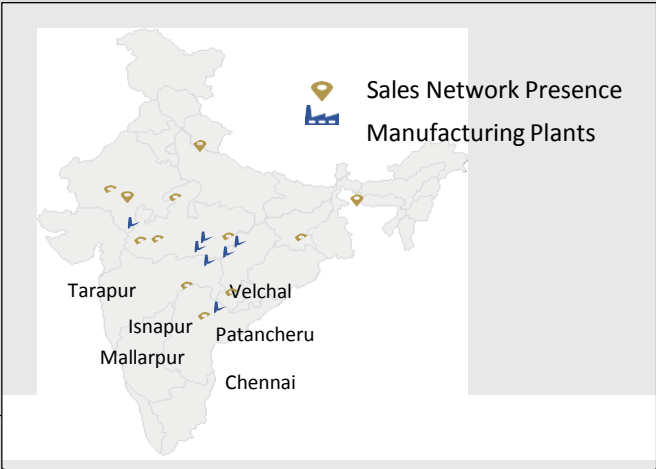 Sales Network Presence
Manufacturing Plants
Tarapur
Velchal
Isnapur
Patancheru
Mallarpur
Chennai